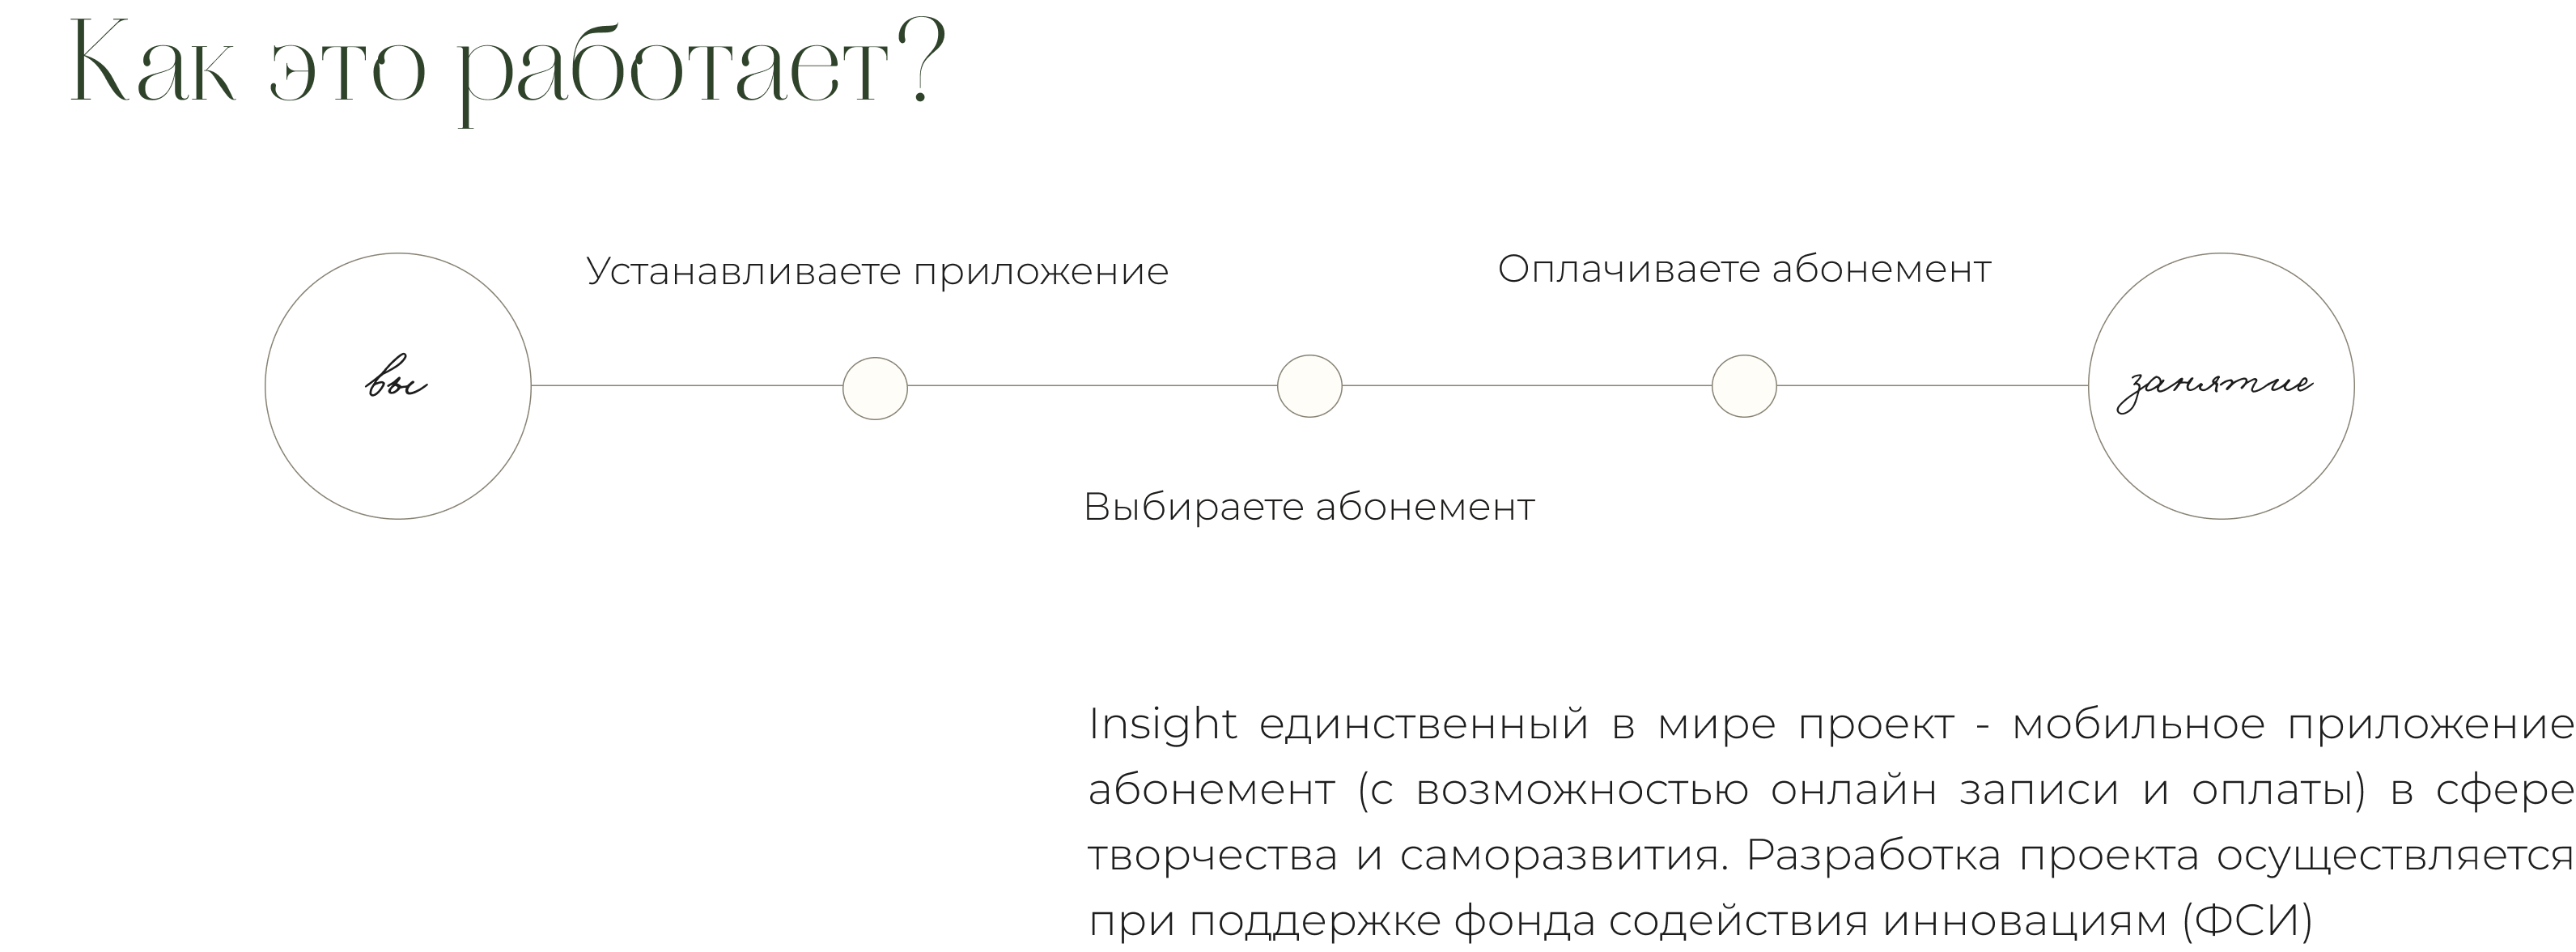 Как это работает?
Устанавливаете приложение
Оплачиваете абонемент
вы
занятие
Выбираете абонемент
Insight единственный в мире проект - мобильное приложение
абонемент (с возможностью онлайн записи и оплаты) в сфере
творчества и саморазвития. Разработка проекта осуществляется
при поддержке фонда содействия инновациям (ФСИ)